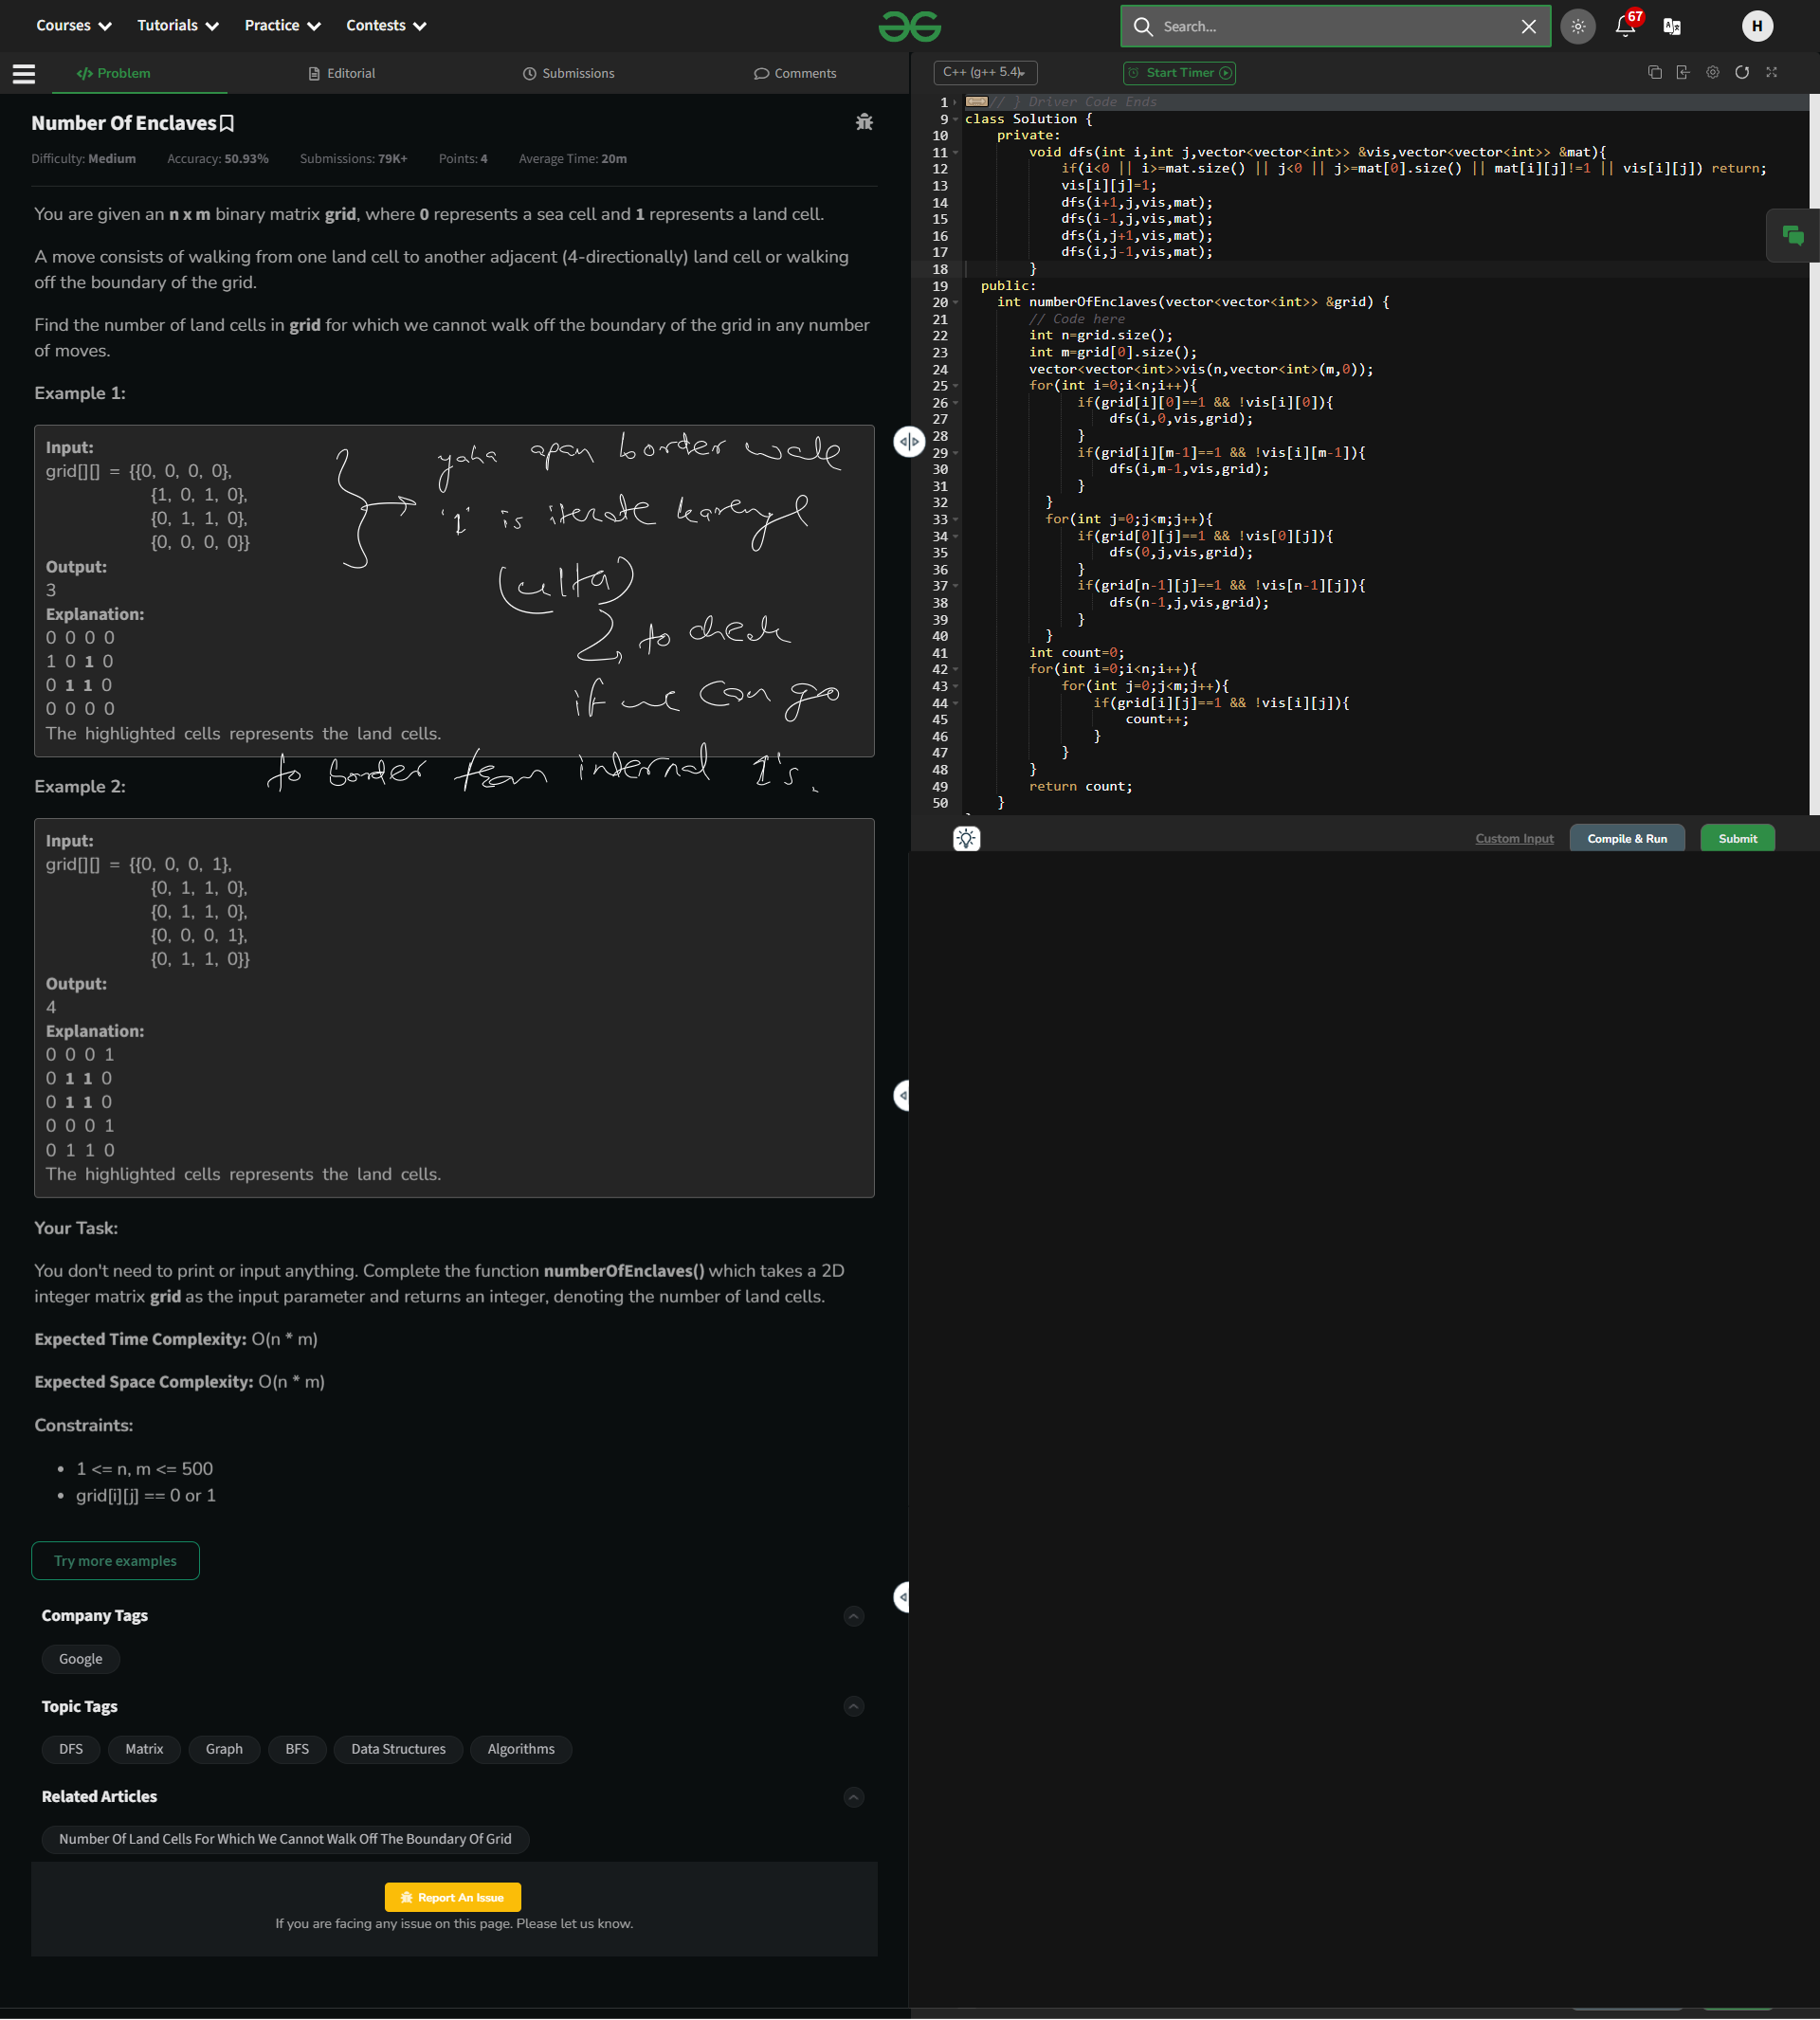 Courses Tutorials Practice Contests
Search...
67
H
Problem Editorial Submissions Comments
Number Of Enclaves
Difficulty: Medium Accuracy: 50.93% Submissions: 79K+ Points: 4 Average Time: 20m
You are given an n x m binary matrix grid, where 0 represents a sea cell and 1 represents a land cell.
A move consists of walking from one land cell to another adjacent (4-directionally) land cell or walking
off the boundary of the grid.
Find the number of land cells in grid for which we cannot walk off the boundary of the grid in any number
of moves.
Example 1:
Input:
grid[][] = {{0, 0, 0, 0},
{1, 0, 1, 0},
{0, 1, 1, 0},
{0, 0, 0, 0}}
Output:
3
Explanation:
0 0 0 0
1 0 1 0
0 1 1 0
0 0 0 0
The highlighted cells represents the land cells.
yaha apan border wale
'1' is iterate karenge
(ulta)
to check
if we can go
to border from internal 1's.
Example 2:
Input:
grid[][] = {{0, 0, 0, 1},
{0, 1, 1, 0},
{0, 1, 1, 0},
{0, 0, 0, 1},
{0, 1, 1, 0}}
Output:
4
Explanation:
0 0 0 1
0 1 1 0
0 1 1 0
0 0 0 1
0 1 1 0
The highlighted cells represents the land cells.
Your Task:
You don't need to print or input anything. Complete the function numberOfEnclaves() which takes a 2D
integer matrix grid as the input parameter and returns an integer, denoting the number of land cells.
Expected Time Complexity: O(n * m)
Expected Space Complexity: O(n * m)
Constraints:
• 1 <= n, m <= 500
• grid[i][j] == 0 or 1
Try more examples
Company Tags
Google
Topic Tags
DFS Matrix Graph BFS Data Structures Algorithms
Related Articles
Number Of Land Cells For Which We Cannot Walk Off The Boundary Of Grid
Report An Issue
If you are facing any issue on this page. Please let us know.
C++ (g++ 5.4) Start Timer
1 // } Driver Code Ends
9 class Solution {
10 private:
11 void dfs(int i,int j,vector<vector<int>> &vis,vector<vector<int>> &mat){
12 if(i<0 || i>=mat.size() || j<0 || j>=mat[0].size() || mat[i][j]!=1 || vis[i][j]) return;
13 vis[i][j]=1;
14 dfs(i+1,j,vis,mat);
15 dfs(i-1,j,vis,mat);
16 dfs(i,j+1,vis,mat);
17 dfs(i,j-1,vis,mat);
18 }
19 public:
20 int numberOfEnclaves(vector<vector<int>> &grid) {
21 // Code here
22 int n=grid.size();
23 int m=grid[0].size();
24 vector<vector<int>>vis(n,vector<int>(m,0));
25 for(int i=0;i<n;i++){
26 if(grid[i][0]==1 && !vis[i][0]){
27 dfs(i,0,vis,grid);
28 }
29 if(grid[i][m-1]==1 && !vis[i][m-1]){
30 dfs(i,m-1,vis,grid);
31 }
32 }
33 for(int j=0;j<m;j++){
34 if(grid[0][j]==1 && !vis[0][j]){
35 dfs(0,j,vis,grid);
36 }
37 if(grid[n-1][j]==1 && !vis[n-1][j]){
38 dfs(n-1,j,vis,grid);
39 }
40 }
41 int count=0;
42 for(int i=0;i<n;i++){
43 for(int j=0;j<m;j++){
44 if(grid[i][j]==1 && !vis[i][j]){
45 count++;
46 }
47 }
48 }
49 return count;
50 }
Custom Input Compile & Run Submit